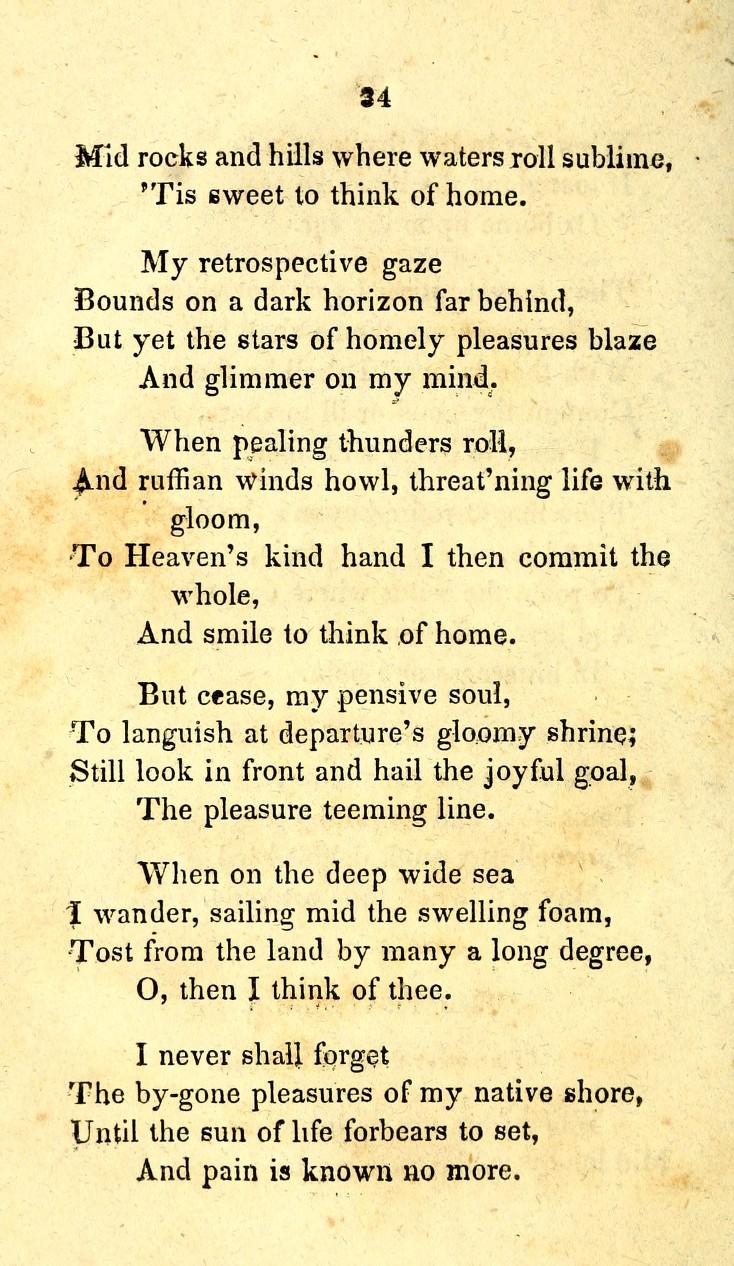 34
Mid rocks and hills where waters roll sublime,
'Tis sweet to think of home.
My retrospective gaze
Bounds on a dark horizon far behind,
But yet the stars of homely pleasures blaze
And glimmer on my mind.
When pealing thunders roll,
And ruffian winds howl, threat'ning life with
gloom,
To Heaven's kind hand I then commit the
whole,
And smile to think of home.
But cease, my pensive soul,
To languish at departure's gloomy shrine;
Still look in front and hail the joyful goal,
The pleasure teeming line.
When on the deep wide sea
I wander, sailing mid the swelling foam,
Tost from the land by many a long degree,
O, then I think of thee.
I never shall forget
The by-gone pleasures of my native shore,
Until the sun of life forbears to set,
And pain is known no more.